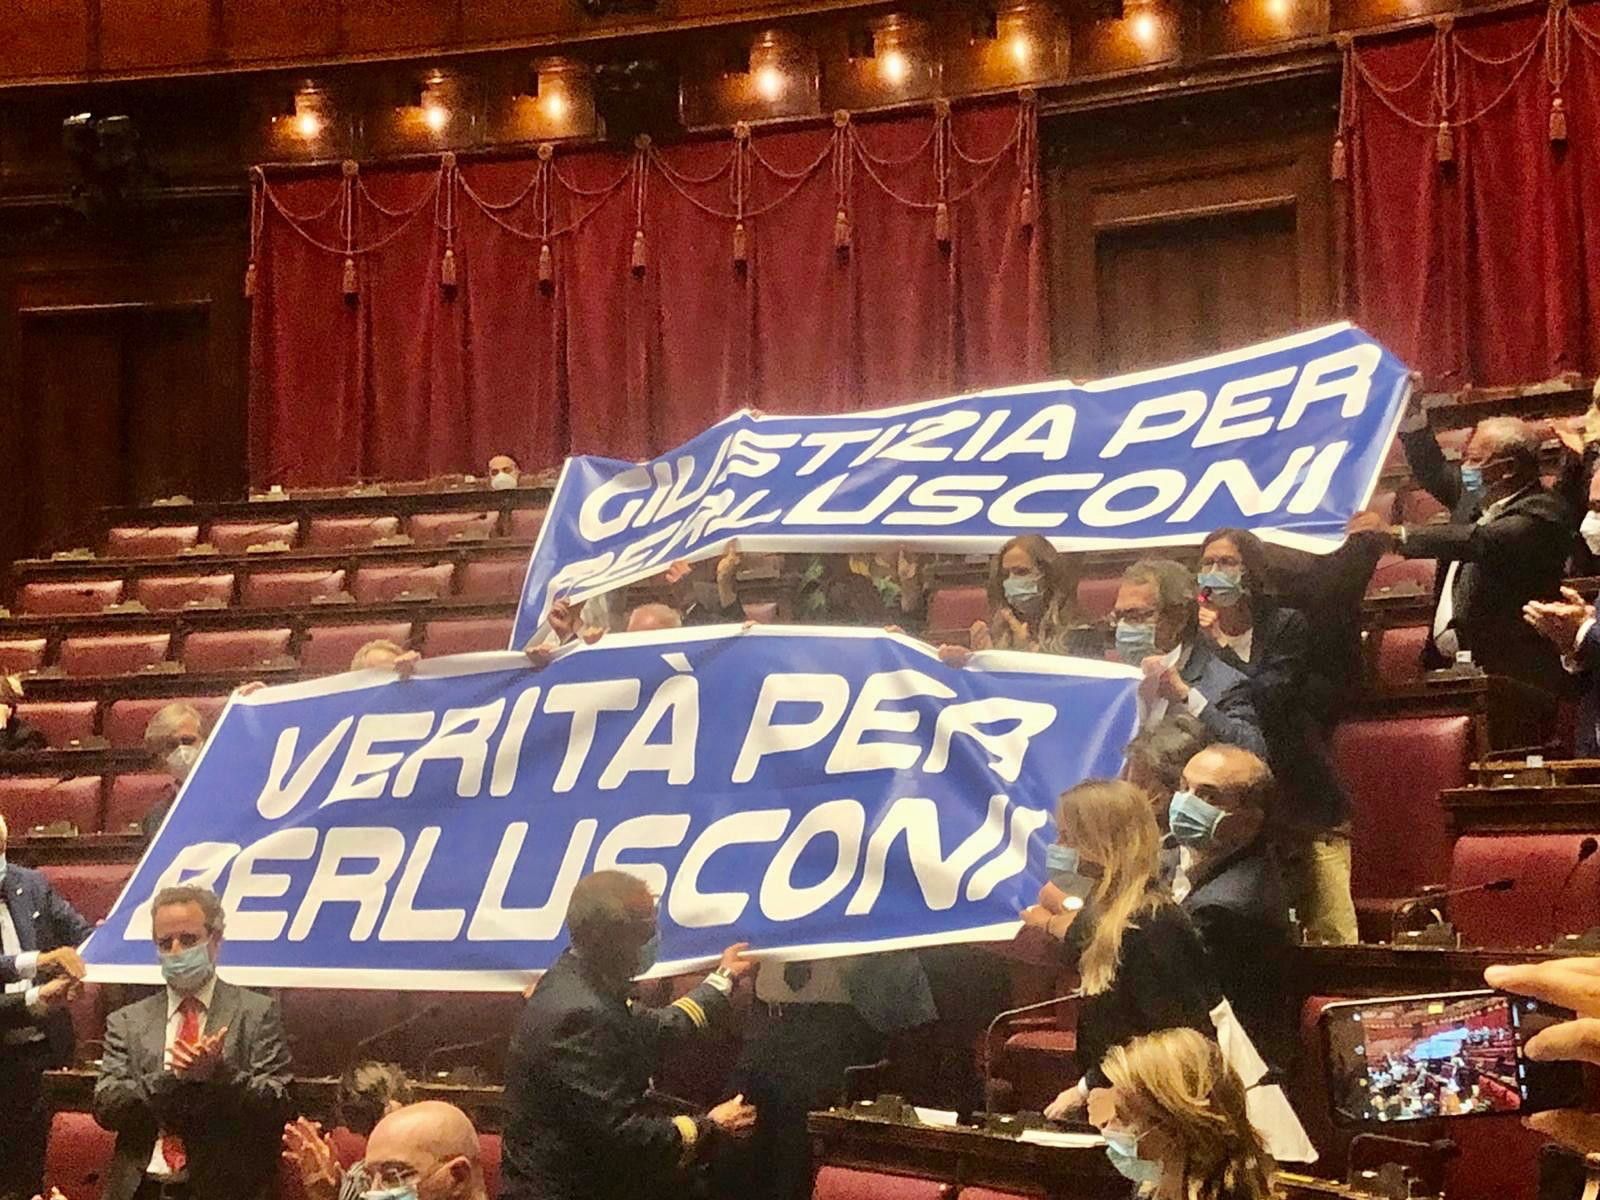 GIUSTIZIA PER
BERLUSCONI
VERITÀ PER
BERLUSCONI